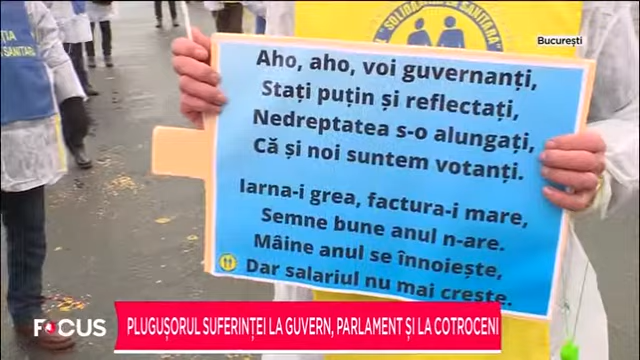 "SOLIDARITATEA SANITARĂ"
București
Aho, aho, voi guvernanți,
Stați puțin și reflectați,
Nedreptatea s-o alungați,
Că și noi suntem votanți.
Iarna-i grea, factura-i mare,
Semne bune anul n-are.
Mâine anul se înnoiește,
Dar salariul nu mai crește.
FOCUS
PLUGUȘORUL SUFERINȚEI LA GUVERN, PARLAMENT ȘI LA COTROCENI